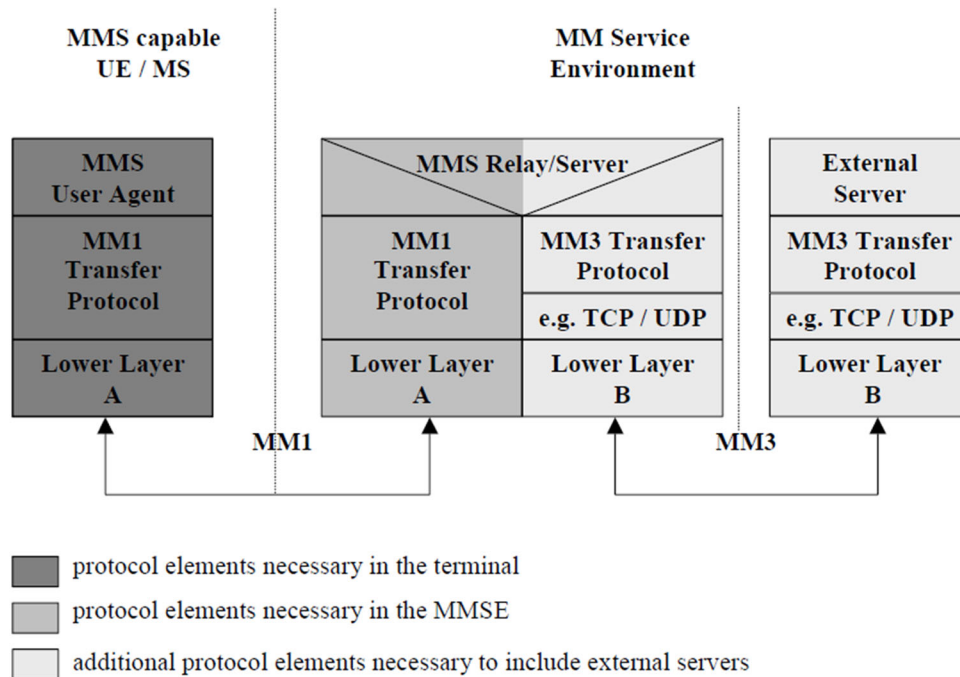 MMS capable
UE / MS
MM Service
Environment
MMS
User Agent
MM1
Transfer
Protocol
Lower Layer
A
MMS Relay/Server
MM1
Transfer
Protocol
Lower Layer
A
MM3 Transfer
Protocol
e.g. TCP / UDP
Lower Layer
B
External
Server
MM3 Transfer
Protocol
e.g. TCP / UDP
Lower Layer
B
MM1
MM3
protocol elements necessary in the terminal
protocol elements necessary in the MMSE
additional protocol elements necessary to include external servers